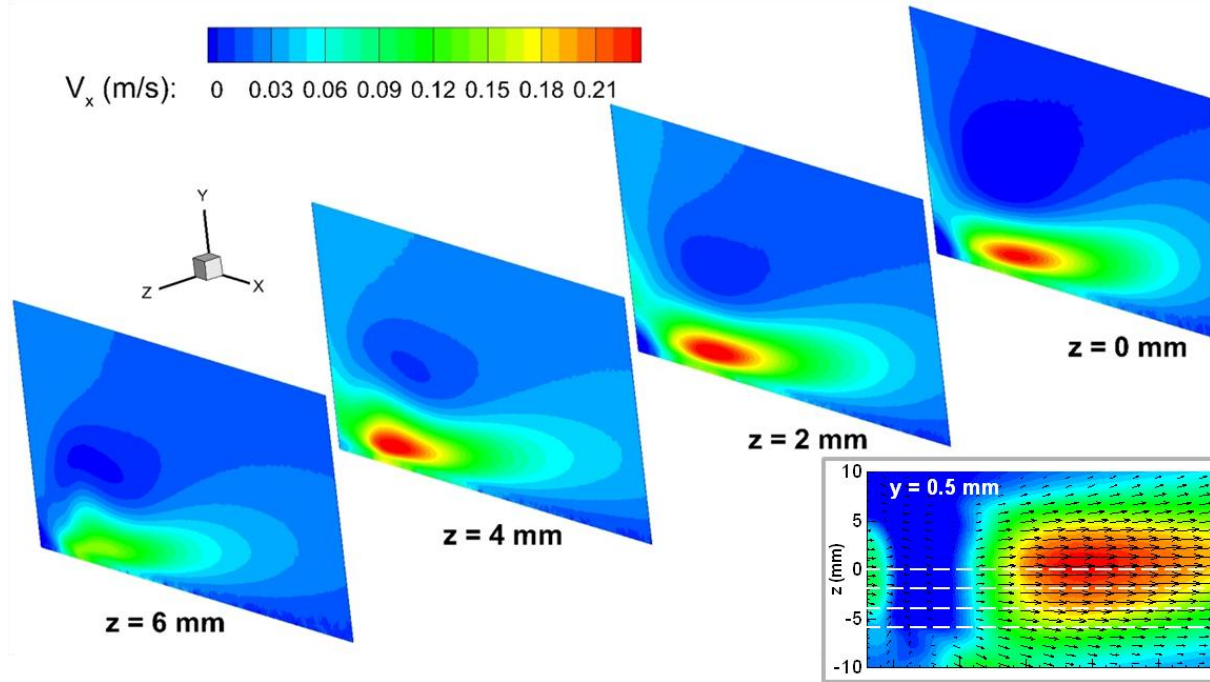 V_x (m/s): 0 0.03 0.06 0.09 0.12 0.15 0.18 0.21
Y
Z
X
z = 0 mm
z = 2 mm
z = 4 mm
z = 6 mm
y = 0.5 mm
z (mm)
10
5
0
-5
-10